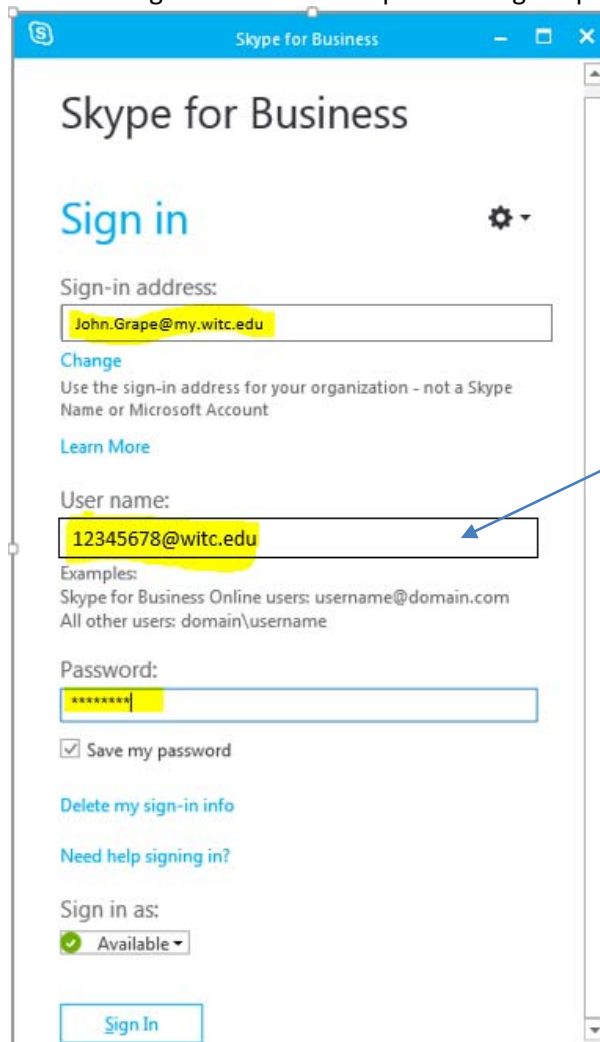 Skype for Business
Skype for Business
Sign in
Sign-in address:
John.Grape@my.witc.edu
Change
Use the sign-in address for your organization - not a Skype
Name or Microsoft Account
Learn More
User name:
12345678@witc.edu
Examples:
Skype for Business Online users: username@domain.com
All other users: domain\username
Password:
********
Save my password
Delete my sign-in info
Need help signing in?
Sign in as:
Available
Sign In